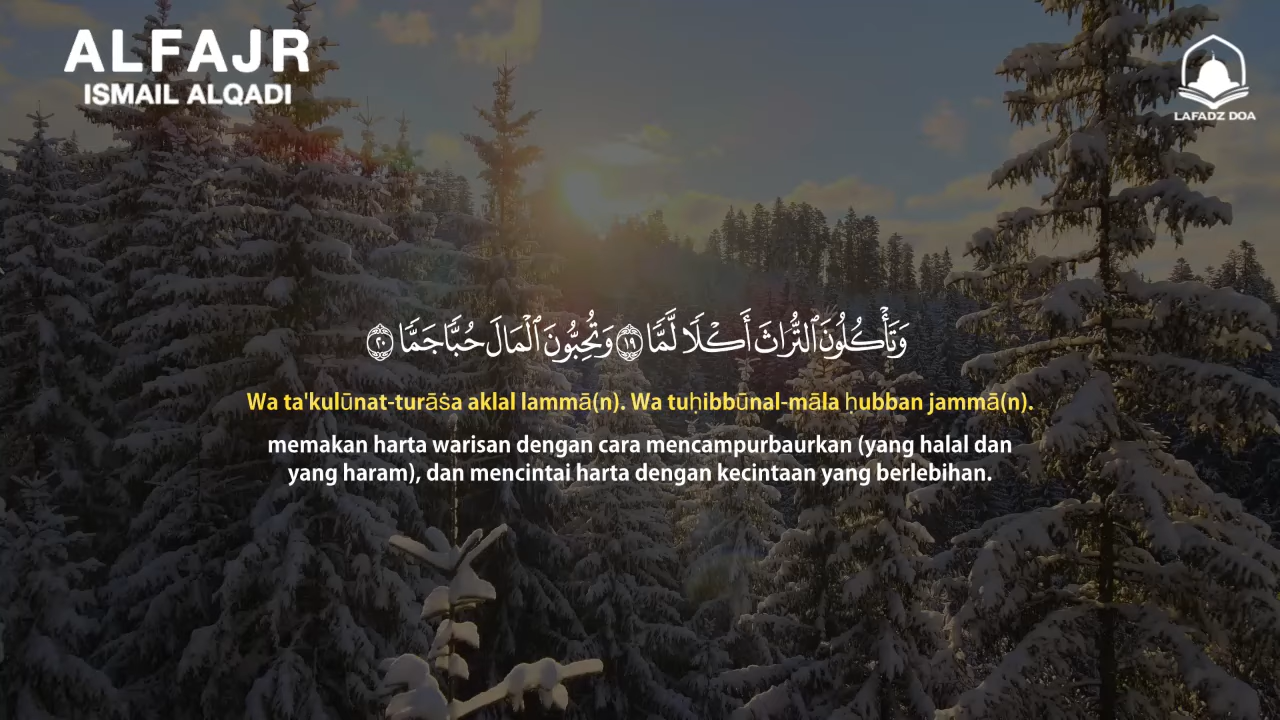 ALFAJR
ISMAIL ALQADI
LAFADZ DOA
وَتَأْكُلُونَ ٱلتُّرَاثَ أَكْلًا لَّمًّا ١٩ وَتُحِبُّونَ ٱلْمَالَ حُبًّا جَمًّا ٢٠
Wa ta'kulūnat-turāṡa aklal lammā(n). Wa tuḥibbūnal-māla ḥubban jammā(n).
memakan harta warisan dengan cara mencampurbaurkan (yang halal dan
yang haram), dan mencintai harta dengan kecintaan yang berlebihan.